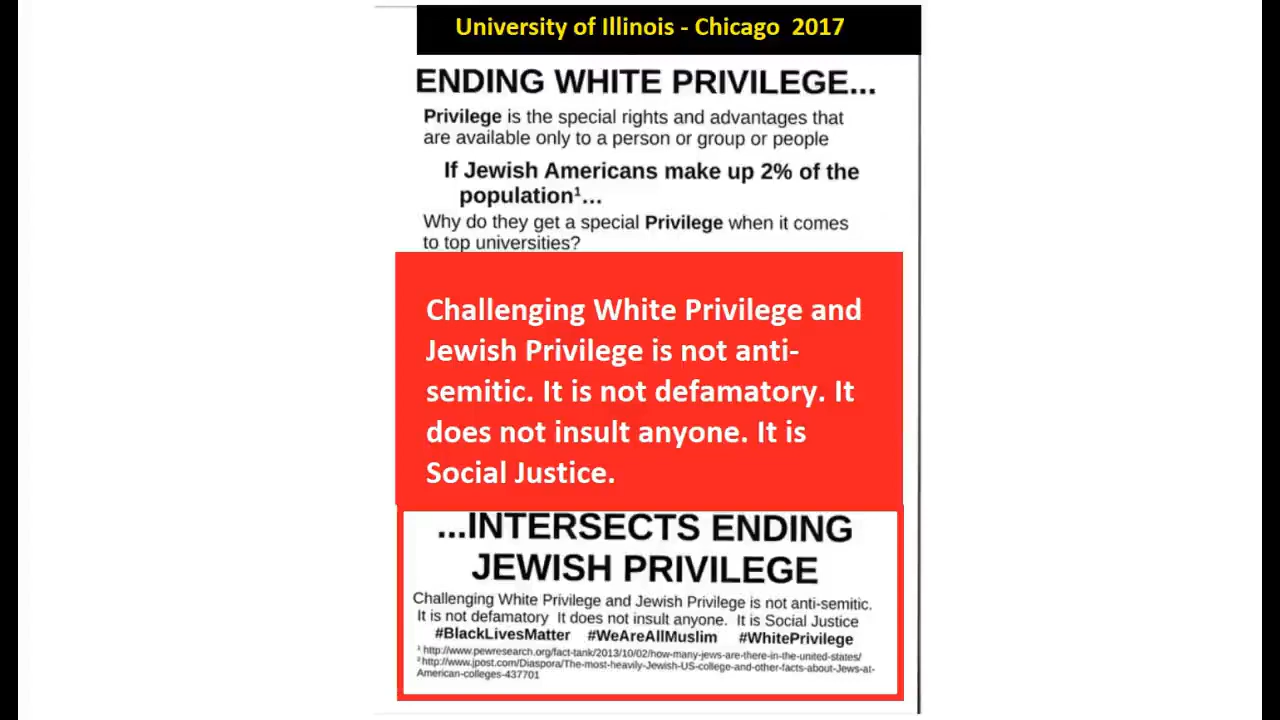 University of Illinois - Chicago 2017
ENDING WHITE PRIVILEGE...
Privilege is the special rights and advantages that
are available only to a person or group or people
If Jewish Americans make up 2% of the
population¹...
Why do they get a special Privilege when it comes
to top universities?
Challenging White Privilege and
Jewish Privilege is not anti-
semitic. It is not defamatory. It
does not insult anyone. It is
Social Justice.
...INTERSECTS ENDING
JEWISH PRIVILEGE
Challenging White Privilege and Jewish Privilege is not anti-semitic.
It is not defamatory It does not insult anyone. It is Social Justice
#BlackLivesMatter #WeAreAllMuslim #WhitePrivilege
¹ http://www.pewresearch.org/fact-tank/2013/10/02/how-many-jews-are-there-in-the-united-states/
² http://www.jpost.com/Diaspora/The-most-heavily-Jewish-US-college-and-other-facts-about-Jews-at-
American-colleges-437701